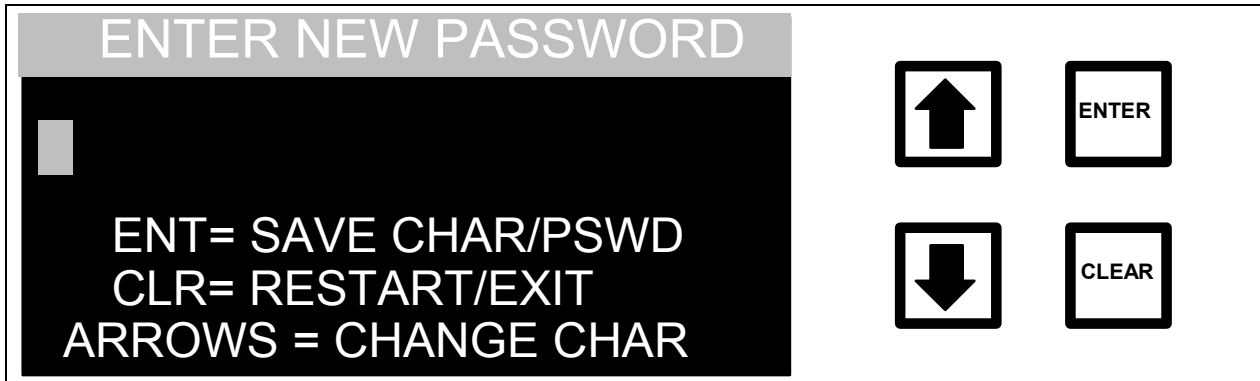 ENTER NEW PASSWORD
ENT= SAVE CHAR/PSWD
CLR= RESTART/EXIT
ARROWS = CHANGE CHAR
ENTER
CLEAR